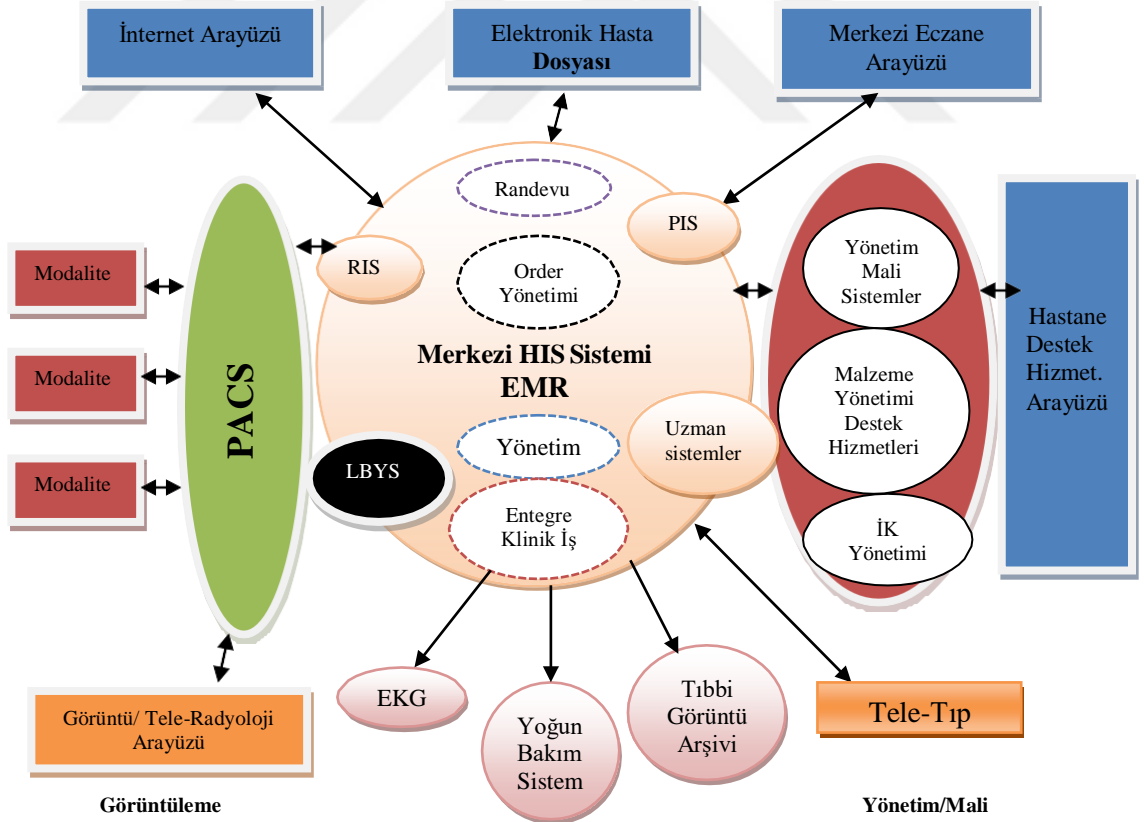 İnternet Arayüzü
Elektronik Hasta
Dosyası
Merkezi Eczane
Arayüzü
Randevu
PIS
RIS
Order
Yönetimi
Modalite
Modalite
Modalite
PACS
Merkezi HIS Sistemi
EMR
Yönetim
Mali
Sistemler
Malzeme
Yönetimi
Destek
Hizmetleri
İK
Yönetimi
Hastane
Destek
Hizmet.
Arayüzü
Yönetim
Uzman
sistemler
LBYS
Entegre
Klinik İş
EKG
Yoğun
Bakım
Sistem
Tıbbi
Görüntü
Arşivi
Tele-Tıp
Görüntü/ Tele-Radyoloji
Arayüzü
Görüntüleme
Yönetim/Mali